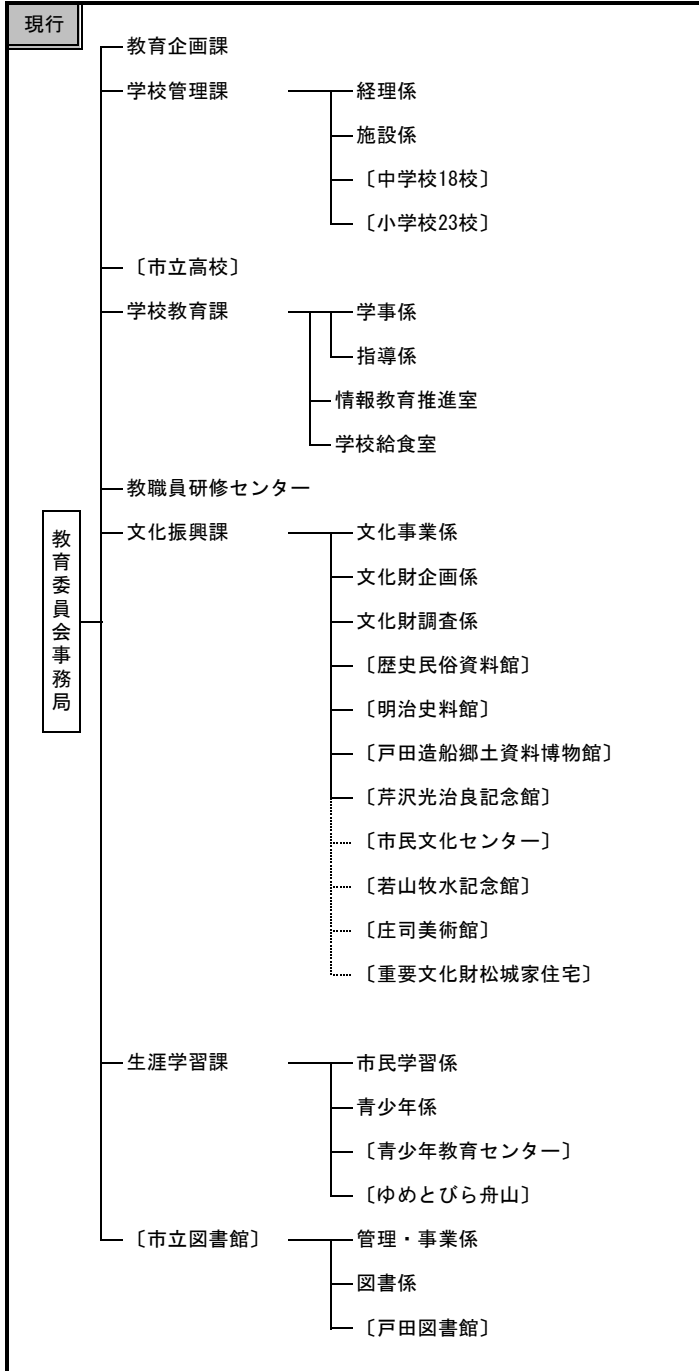 現行
教育委員会事務局
教育企画課
学校管理課
経理係
施設係
〔中学校18校〕
〔小学校23校〕
〔市立高校〕
学校教育課
学事係
指導係
情報教育推進室
学校給食室
教職員研修センター
文化振興課
文化事業係
文化財企画係
文化財調査係
〔歴史民俗資料館〕
〔明治史料館〕
〔戸田造船郷土資料博物館〕
〔芹沢光治良記念館〕
〔市民文化センター〕
〔若山牧水記念館〕
〔庄司美術館〕
〔重要文化財松城家住宅〕
生涯学習課
市民学習係
青少年係
〔青少年教育センター〕
〔ゆめとびら舟山〕
〔市立図書館〕
管理・事業係
図書係
〔戸田図書館〕